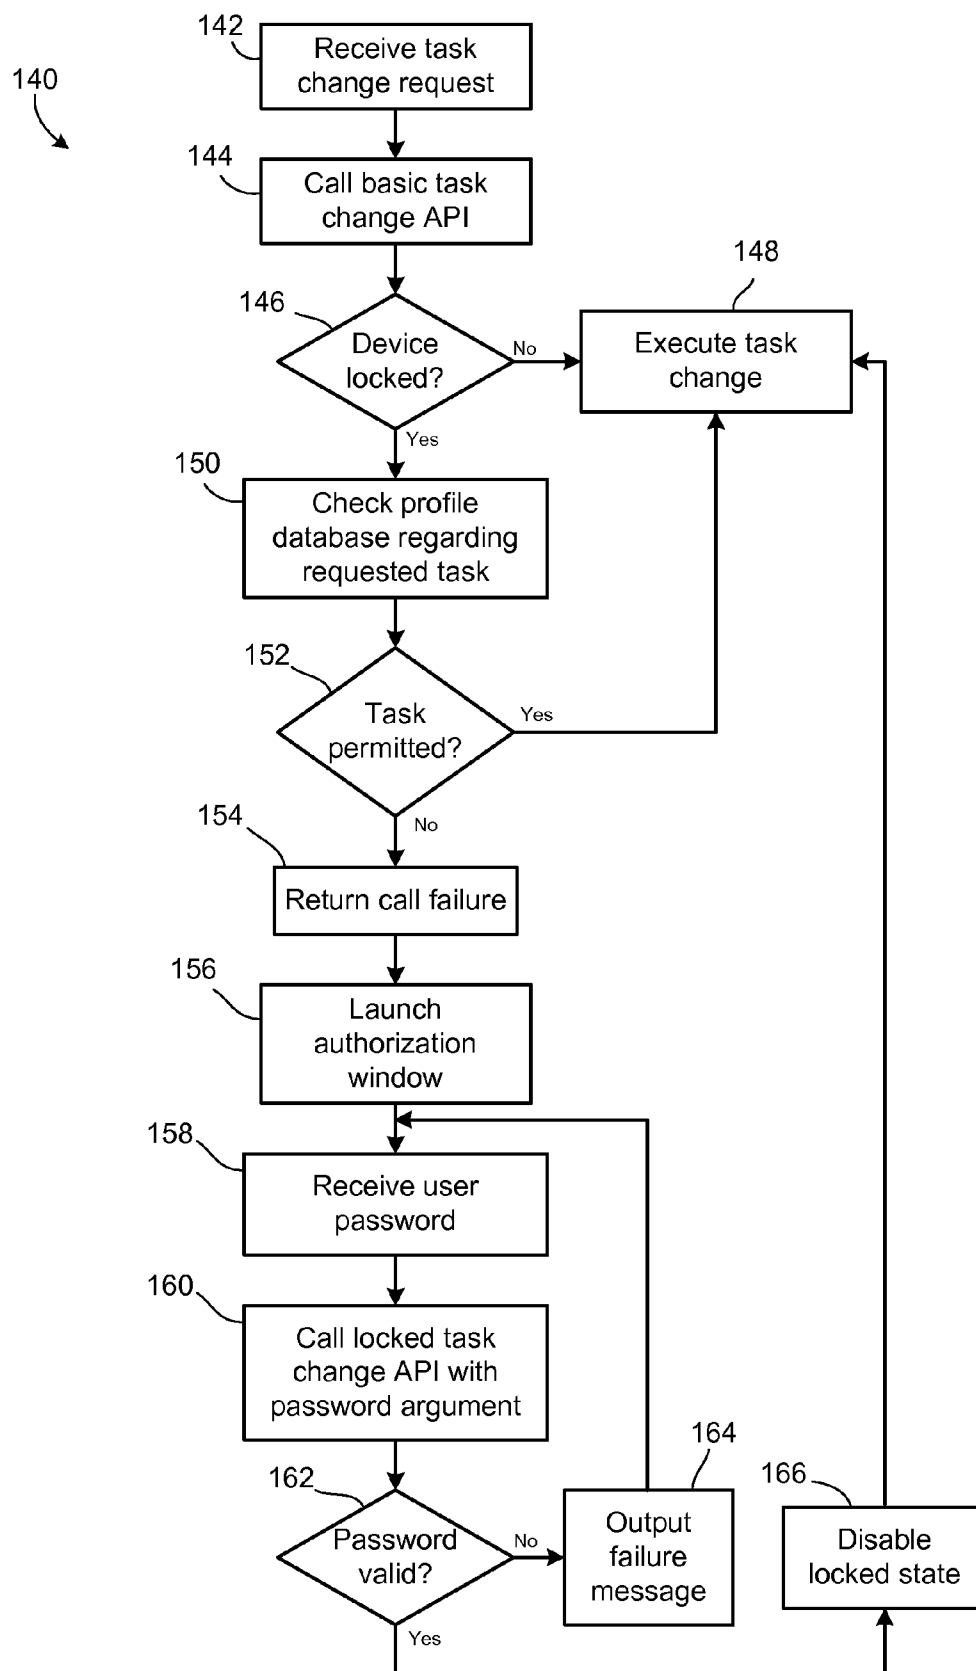 142
Receive task
change request
140
144
Call basic task
change API
148
146
Device
locked?
No
Execute task
change
Yes
150
Check profile
database regarding
requested task
152
Task
permitted?
Yes
No
154
Return call failure
156
Launch
authorization
window
158
Receive user
password
160
Call locked task
change API with
password argument
162
Password
valid?
No
164
Output
failure
message
166
Disable
locked state
Yes